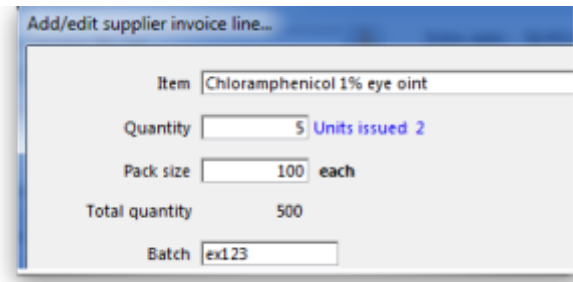 Add/edit supplier invoice line...
Item Chloramphenicol 1% eye oint
Quantity 5 Units issued 2
Pack size 100 each
Total quantity 500
Batch ex123